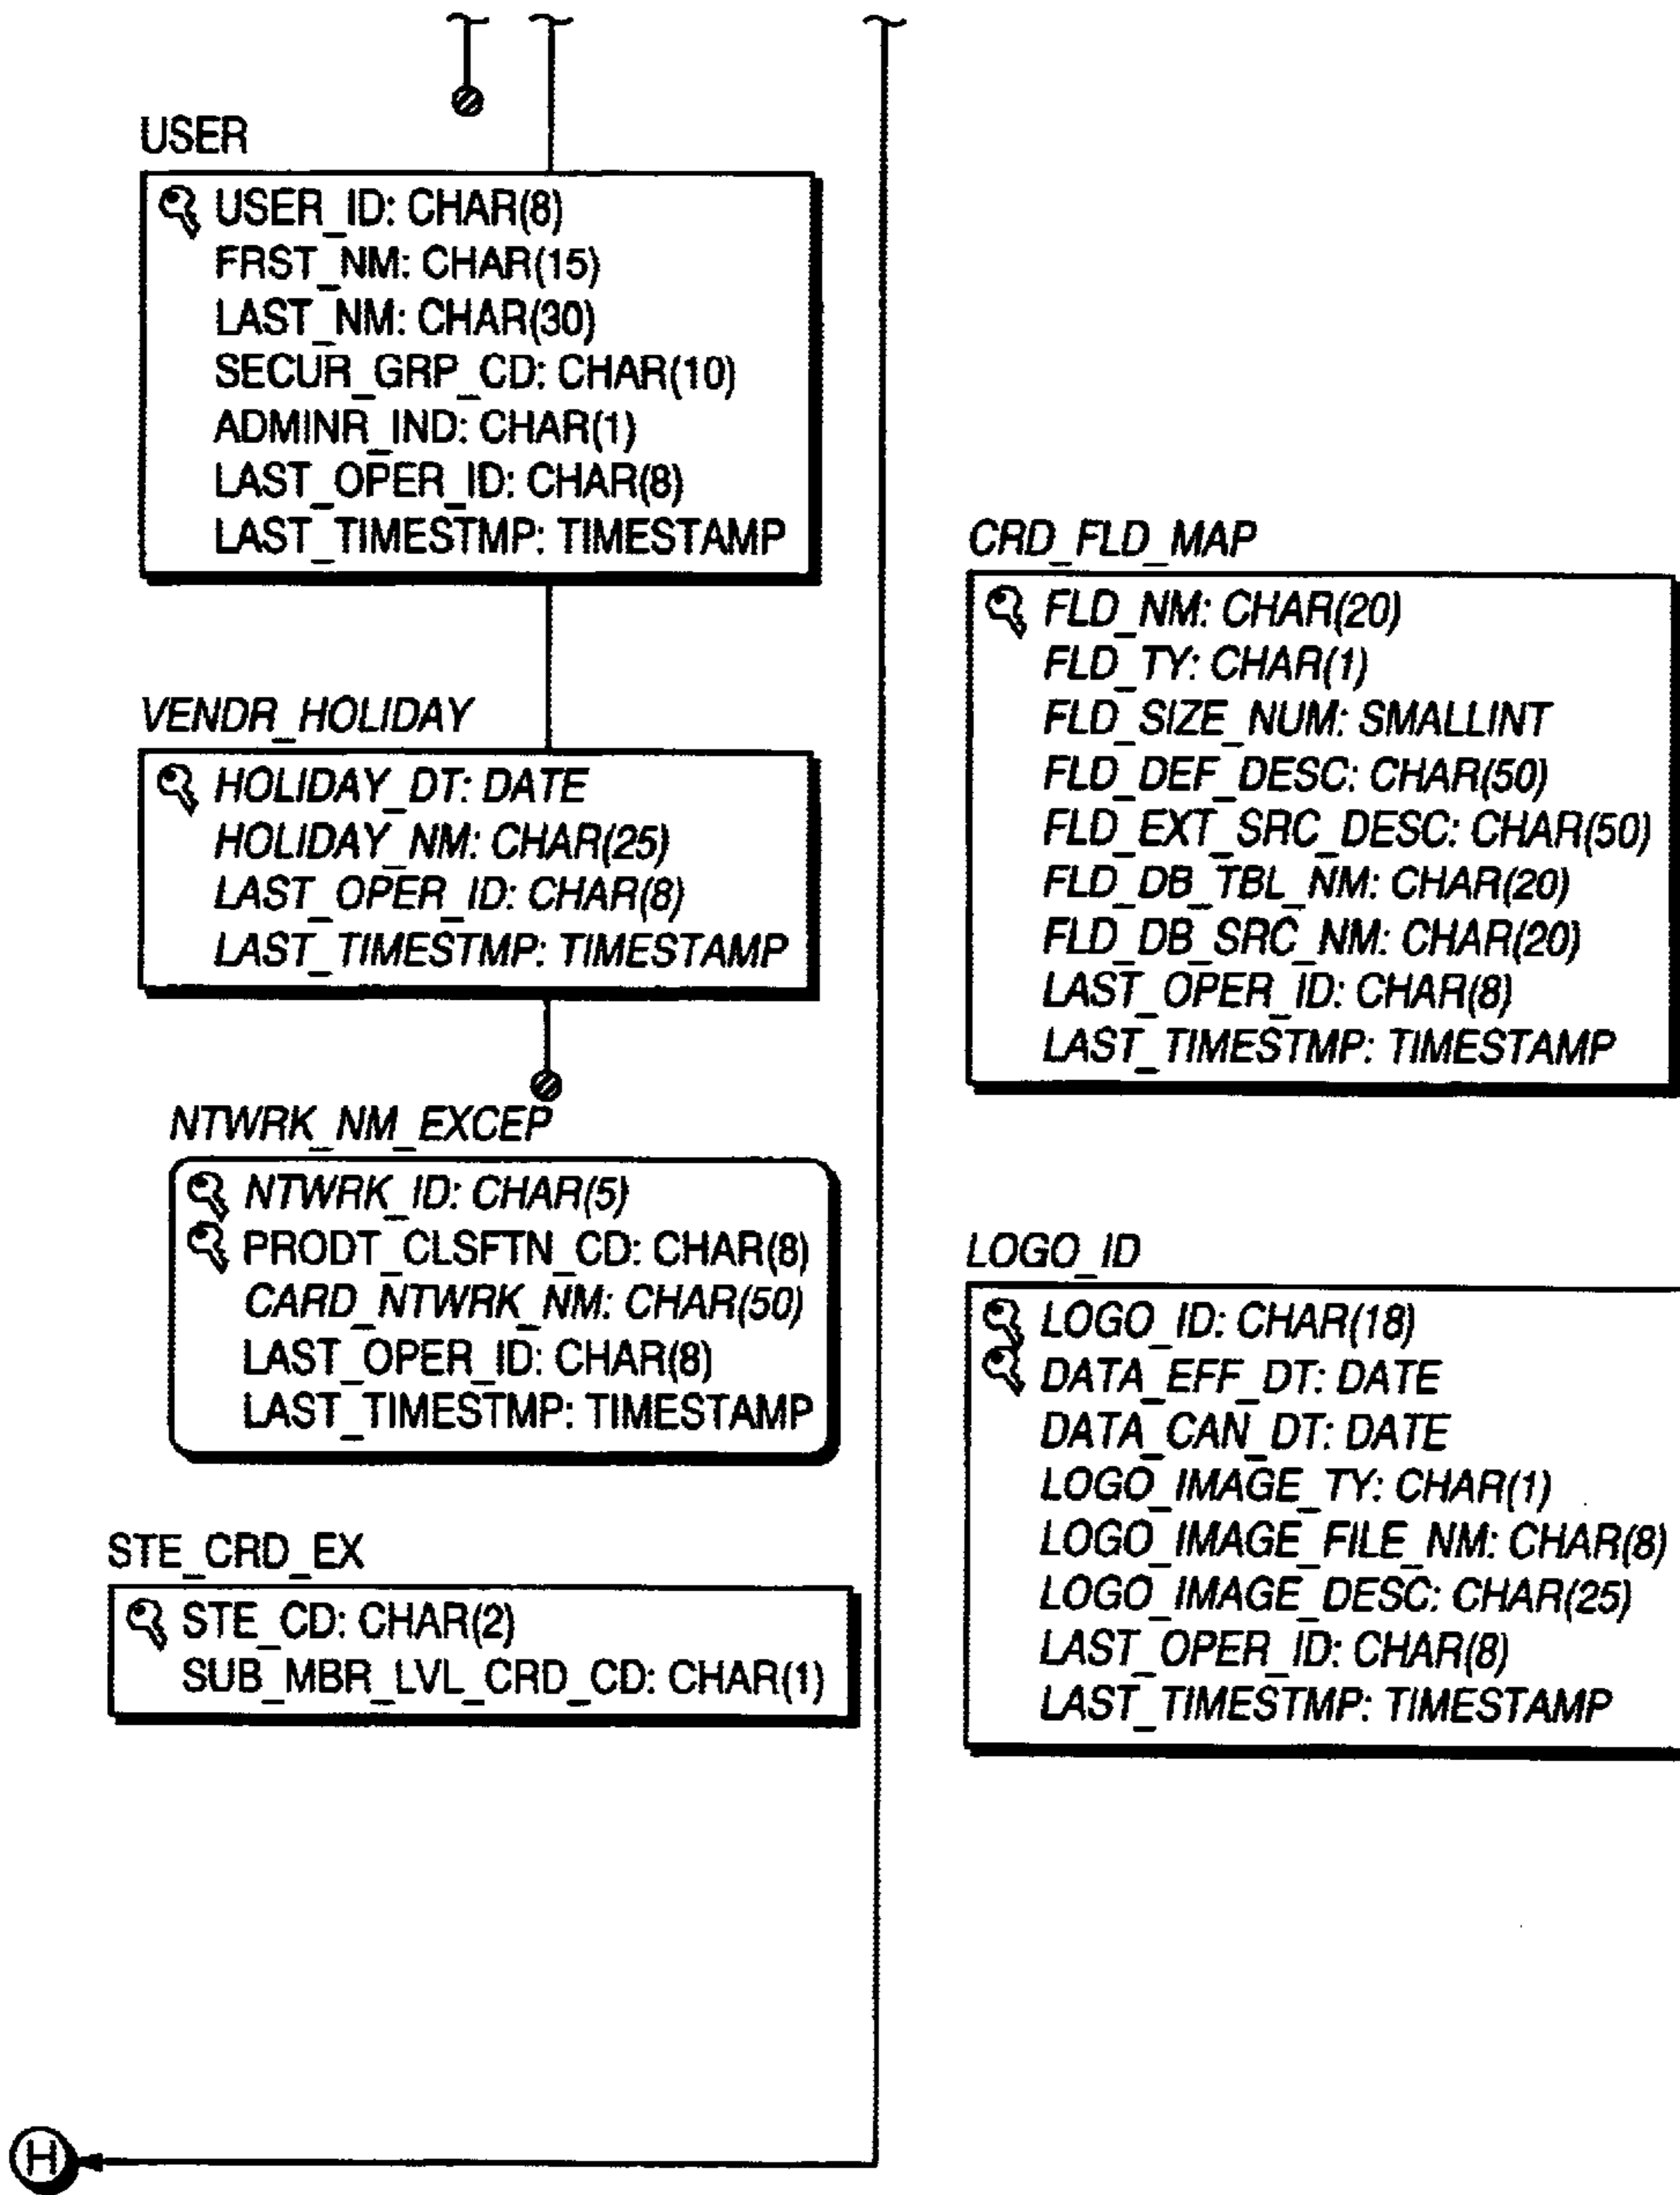 USER
USER_ID: CHAR(8)
FRST_NM: CHAR(15)
LAST_NM: CHAR(30)
SECUR_GRP_CD: CHAR(10)
ADMINR_IND: CHAR(1)
LAST_OPER_ID: CHAR(8)
LAST_TIMESTMP: TIMESTAMP
VENDR_HOLIDAY
HOLIDAY_DT: DATE
HOLIDAY_NM: CHAR(25)
LAST_OPER_ID: CHAR(8)
LAST_TIMESTMP: TIMESTAMP
NTWRK_NM_EXCEP
NTWRK_ID: CHAR(5)
PRODT_CLSFTN_CD: CHAR(8)
CARD_NTWRK_NM: CHAR(50)
LAST_OPER_ID: CHAR(8)
LAST_TIMESTMP: TIMESTAMP
STE_CRD_EX
STE_CD: CHAR(2)
SUB_MBR_LVL_CRD_CD: CHAR(1)
CRD_FLD_MAP
FLD_NM: CHAR(20)
FLD_TY: CHAR(1)
FLD_SIZE_NUM: SMALLINT
FLD_DEF_DESC: CHAR(50)
FLD_EXT_SRC_DESC: CHAR(50)
FLD_DB_TBL_NM: CHAR(20)
FLD_DB_SRC_NM: CHAR(20)
LAST_OPER_ID: CHAR(8)
LAST_TIMESTMP: TIMESTAMP
LOGO_ID
LOGO_ID: CHAR(18)
DATA_EFF_DT: DATE
DATA_CAN_DT: DATE
LOGO_IMAGE_TY: CHAR(1)
LOGO_IMAGE_FILE_NM: CHAR(8)
LOGO_IMAGE_DESC: CHAR(25)
LAST_OPER_ID: CHAR(8)
LAST_TIMESTMP: TIMESTAMP
H